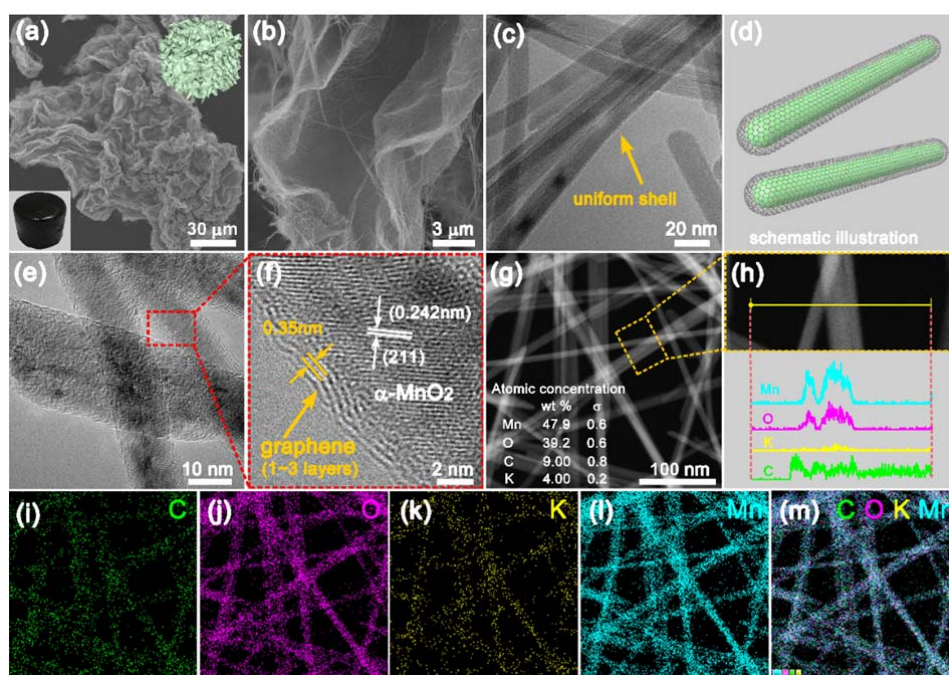 (a)
30 μm
(b)
3 μm
(c)
uniform shell
20 nm
(d)
schematic illustration
(e)
10 nm
(f)
0.35nm
(0.242nm)
(211)
α-MnO2
graphene
(1~3 layers)
2 nm
(g)
Atomic concentration
wt % σ
Mn 47.9 0.6
O 39.2 0.6
C 9.00 0.8
K 4.00 0.2
100 nm
(h)
Mn
O
K
C
(i) C
(j) O
(k) K
(l) Mn
(m) C O K Mn